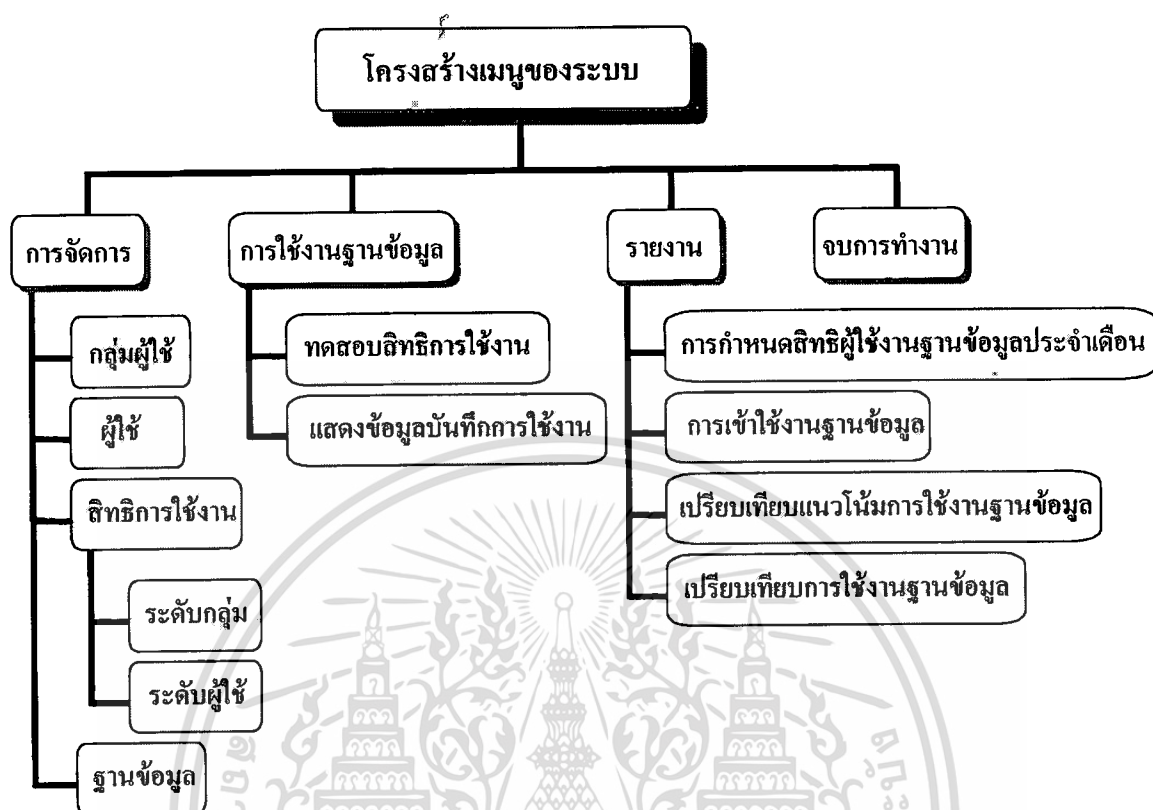 โครงสร้างเมนูของระบบ
การจัดการ
การใช้งานฐานข้อมูล
รายงาน
จบการทำงาน
กลุ่มผู้ใช้
ผู้ใช้
สิทธิการใช้งาน
ระดับกลุ่ม
ระดับผู้ใช้
ฐานข้อมูล
ทดสอบสิทธิการใช้งาน
แสดงข้อมูลบันทึกการใช้งาน
การกำหนดสิทธิผู้ใช้งานฐานข้อมูลประจำเดือน
การเข้าใช้งานฐานข้อมูล
เปรียบเทียบแนวโน้มการใช้งานฐานข้อมูล
เปรียบเทียบการใช้งานฐานข้อมูล